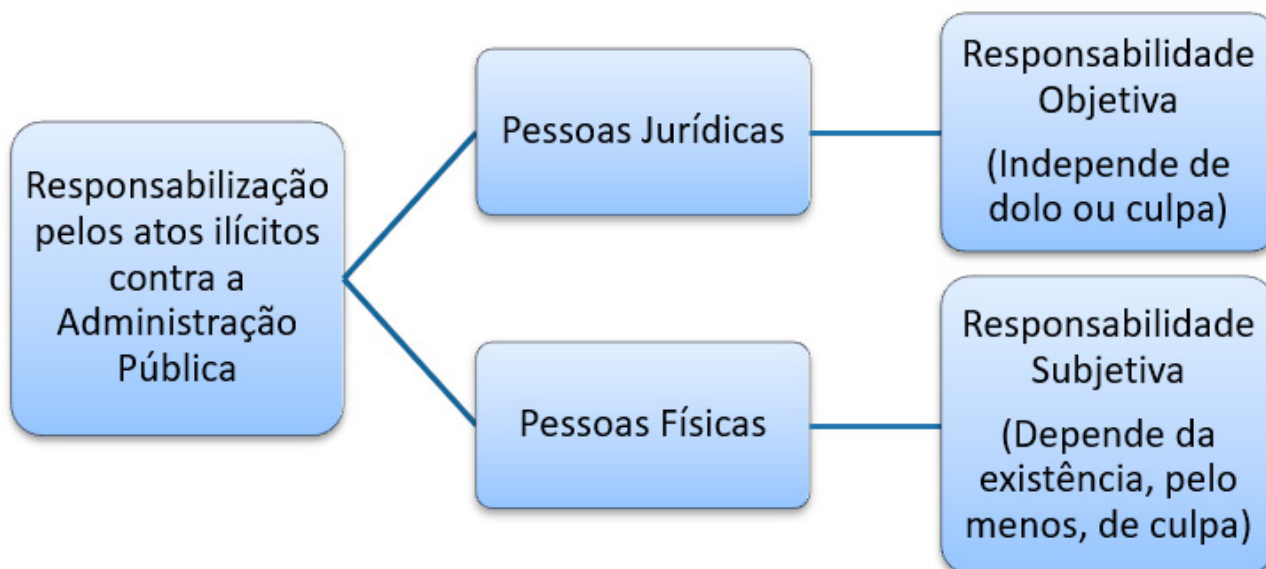 Responsabilização
pelos atos ilícitos
contra a
Administração
Pública
Pessoas Jurídicas
Responsabilidade
Objetiva
(Independe de
dolo ou culpa)
Pessoas Físicas
Responsabilidade
Subjetiva
(Depende da
existência, pelo
menos, de culpa)